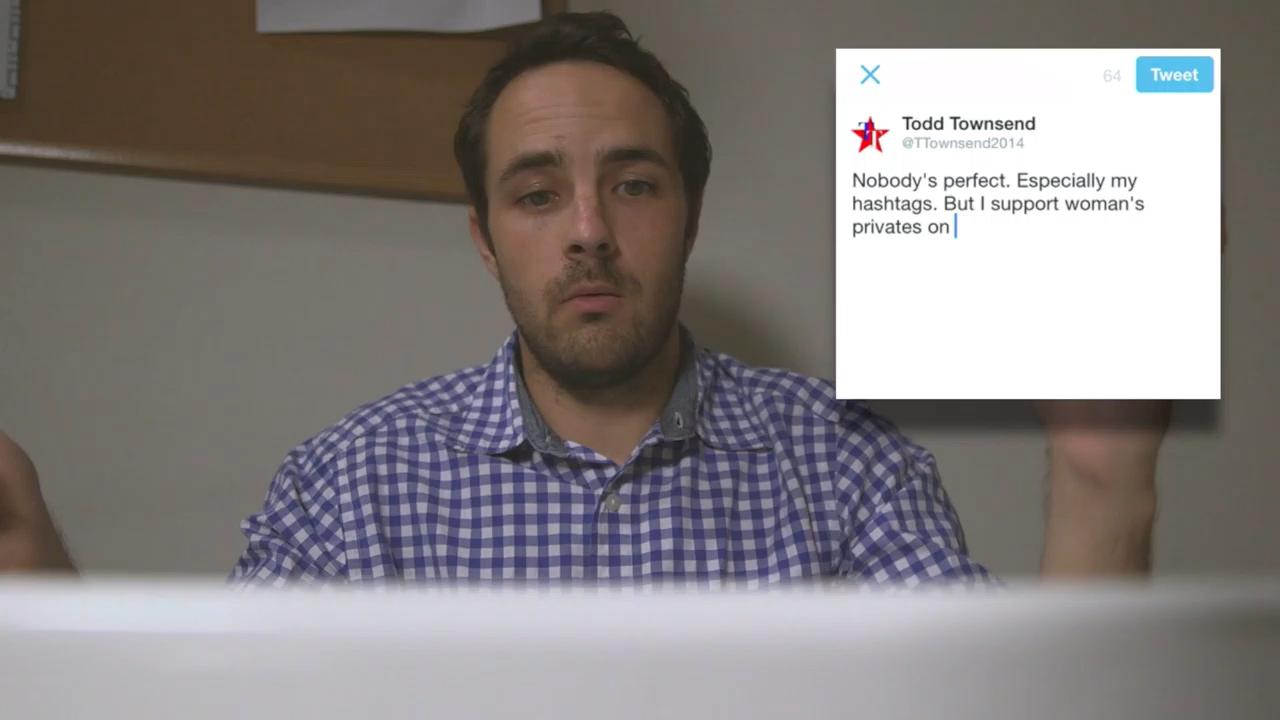 64
Tweet
Todd Townsend
@TTownsend2014
Nobody's perfect. Especially my
hashtags. But I support woman's
privates on